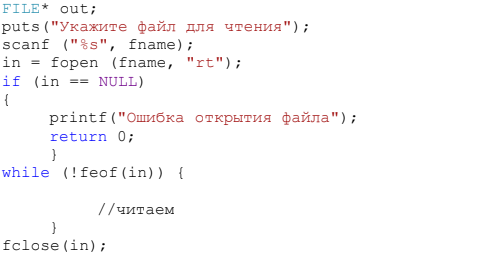 FILE* out;
puts("Укажите файл для чтения");
scanf ("%s", fname);
in = fopen (fname, "rt");
if (in == NULL)
{
printf("Ошибка открытия файла");
return 0;
}
while (!feof(in)) {
//читаем
}
fclose(in);